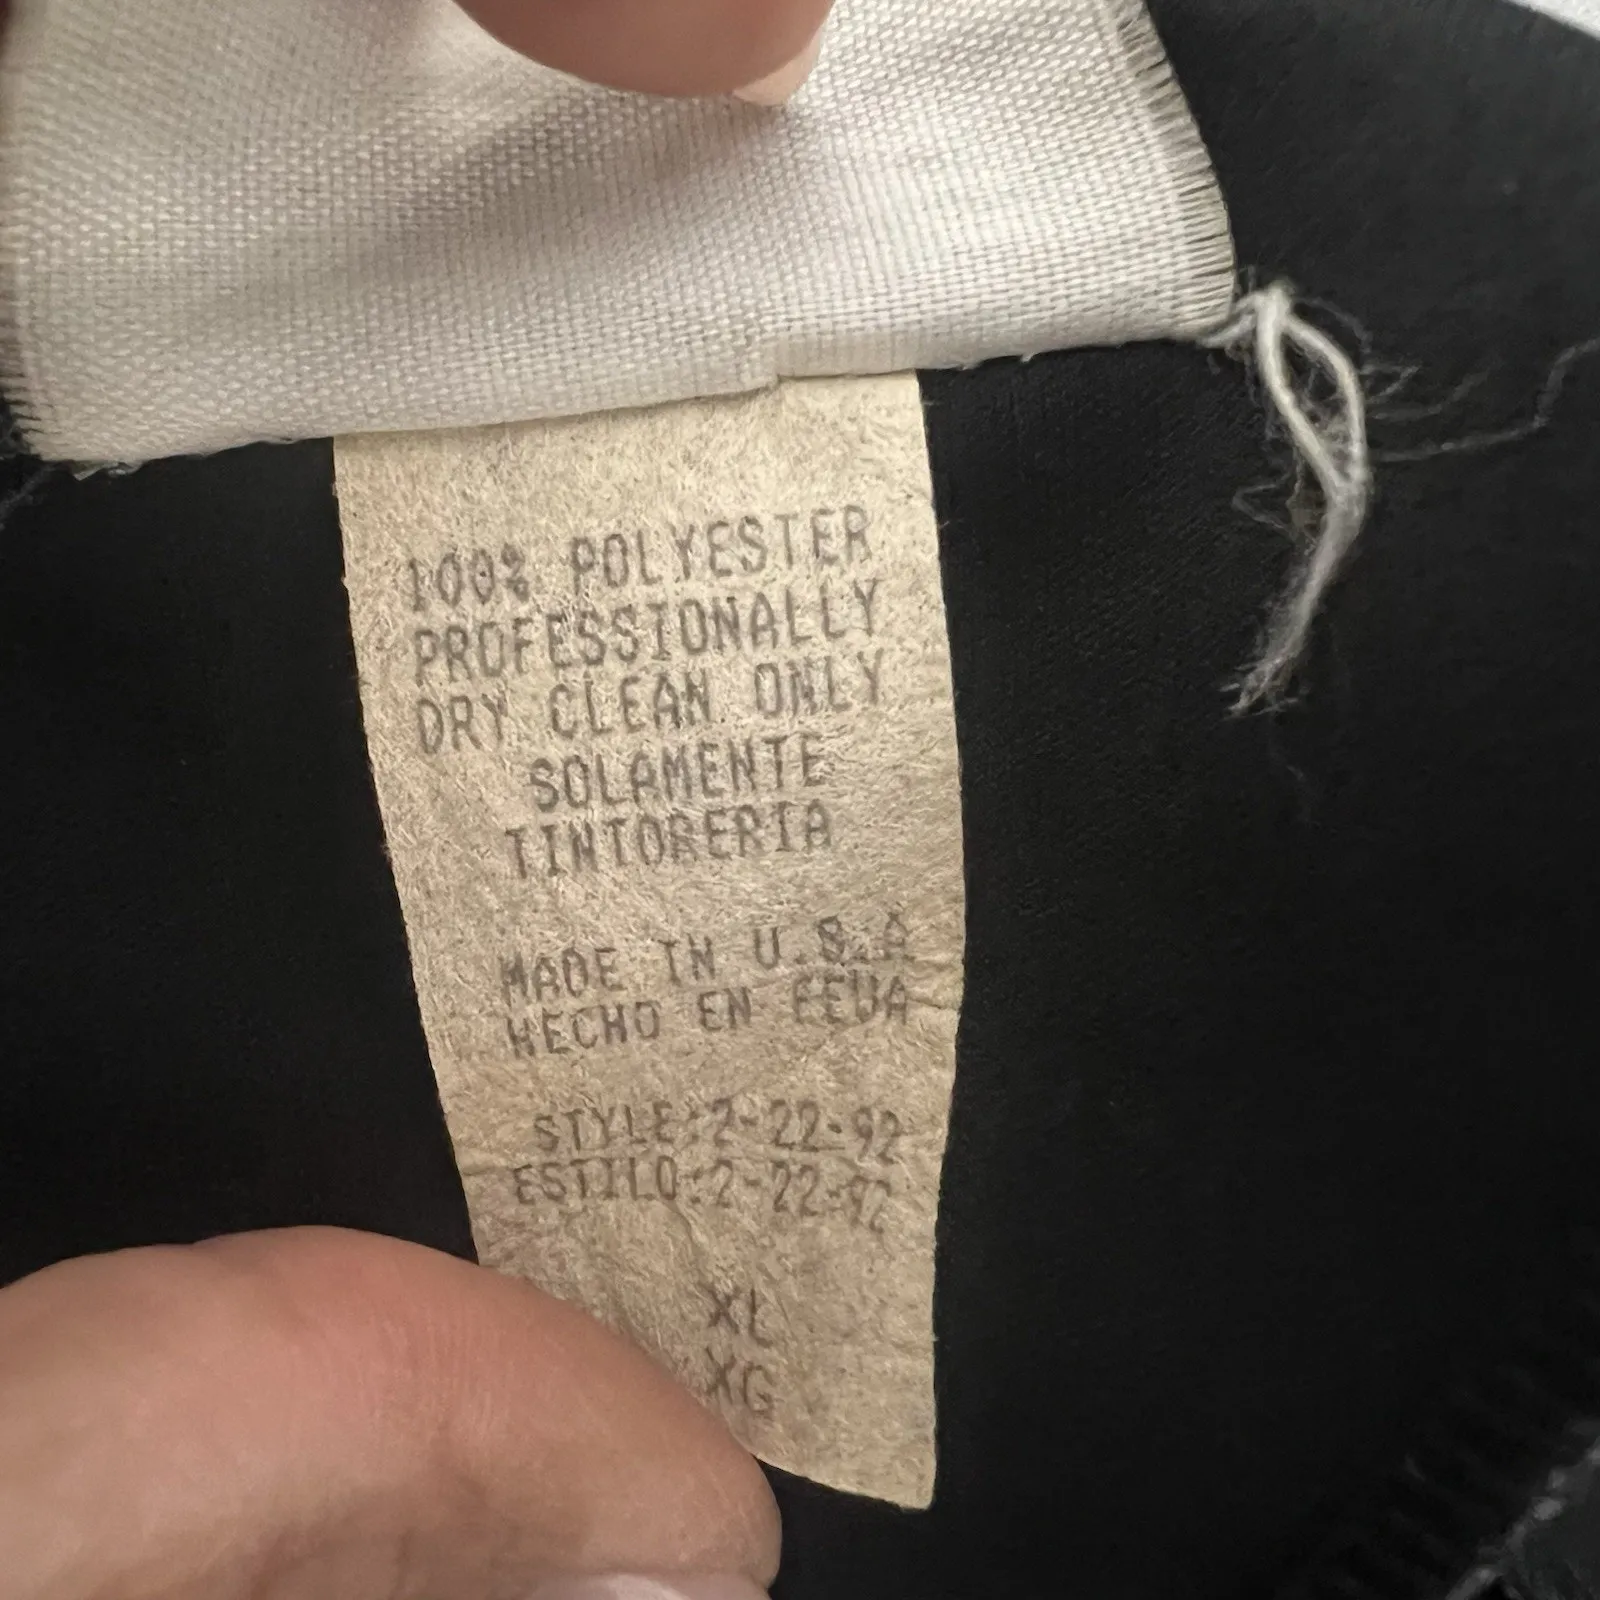 100% POLYESTER
PROFESSIONALLY
DRY CLEAN ONLY
SOLAMENTE
TINTORERIA
MADE IN U.S.A
HECHO EN EEUA
STYLE:2-22-92
ESTILO:2-22-92
XL
XG